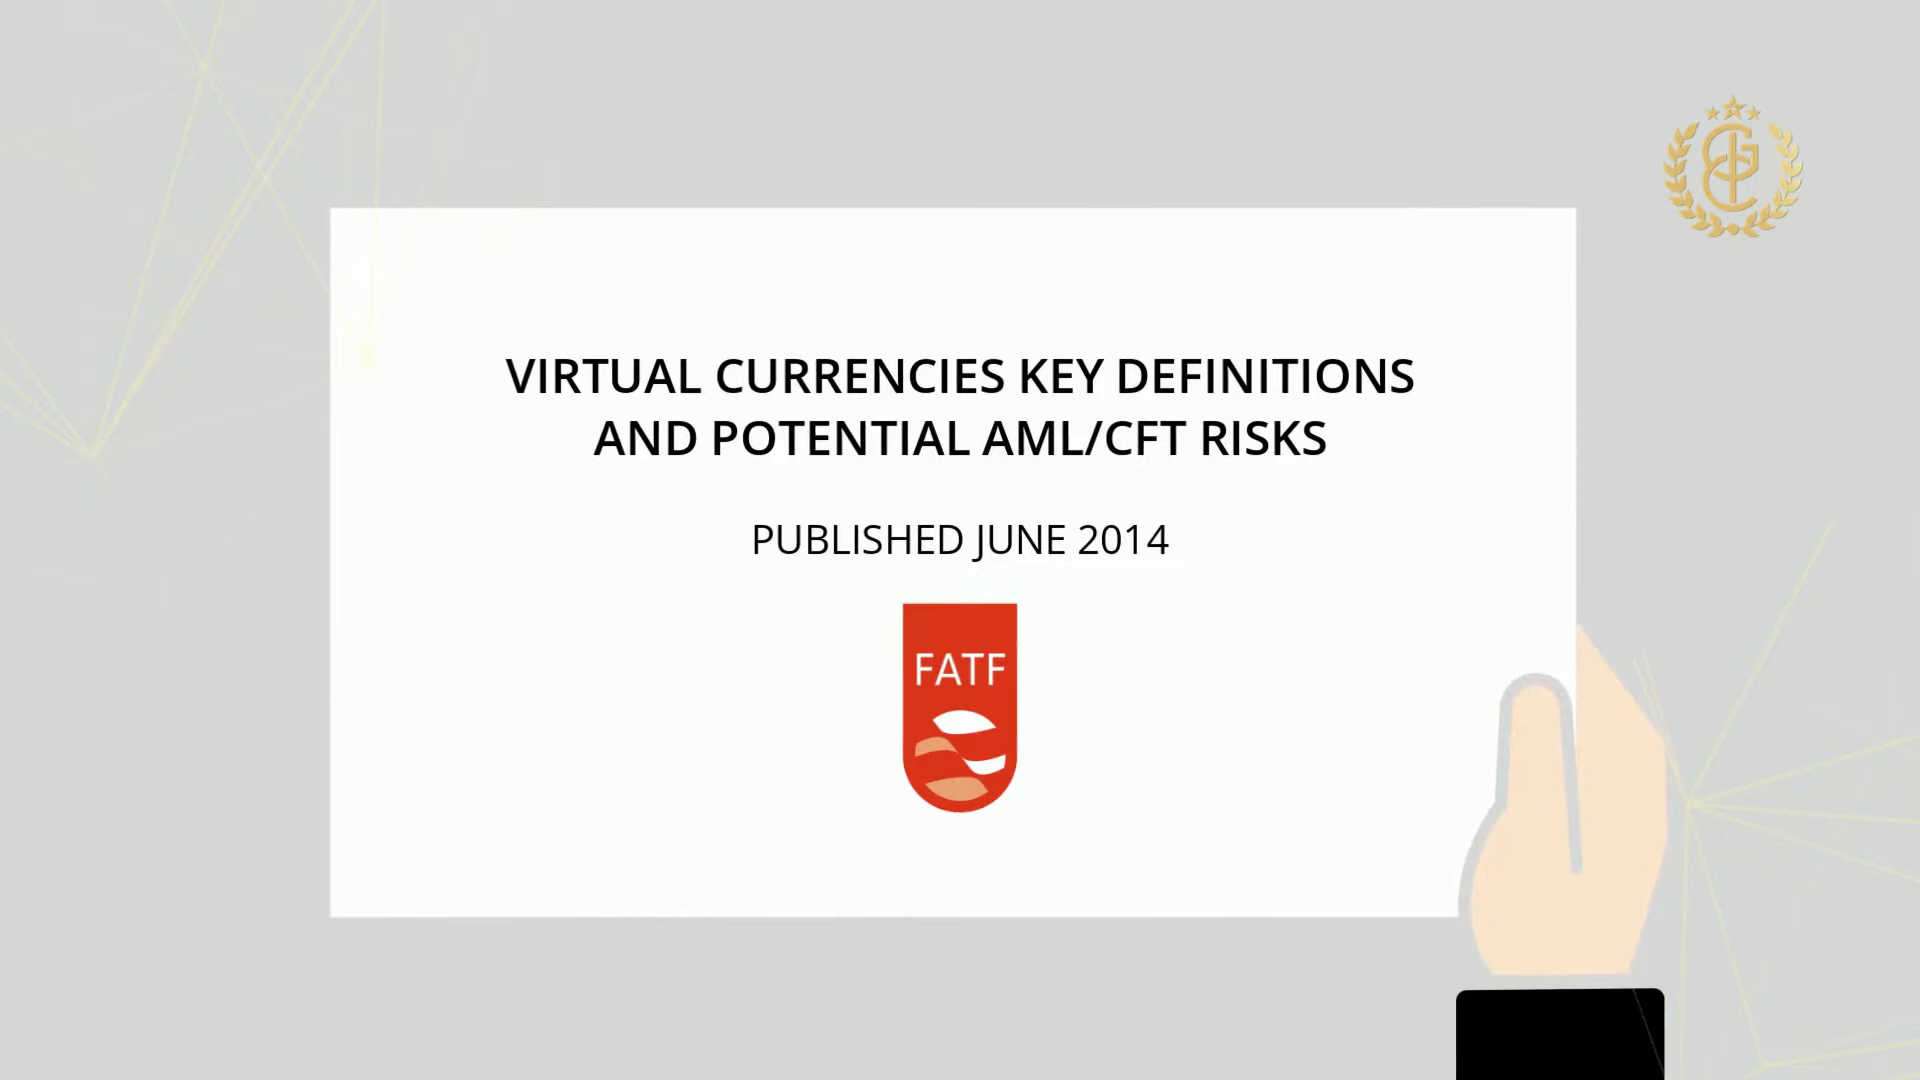 VIRTUAL CURRENCIES KEY DEFINITIONS
AND POTENTIAL AML/CFT RISKS
PUBLISHED JUNE 2014
FATF